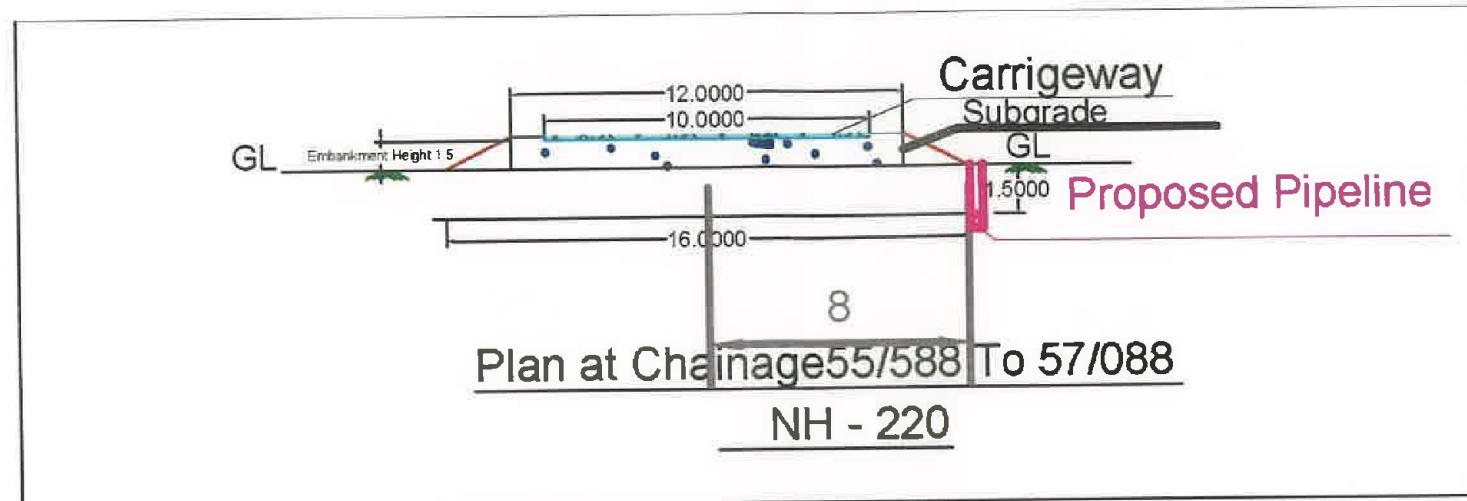 Carrigeway
12.0000
10.0000
Subgrade
GL
Embankment Height 1.5
GL
1.5000
Proposed Pipeline
16.0000
8
Plan at Chainage55/588 To 57/088
NH - 220